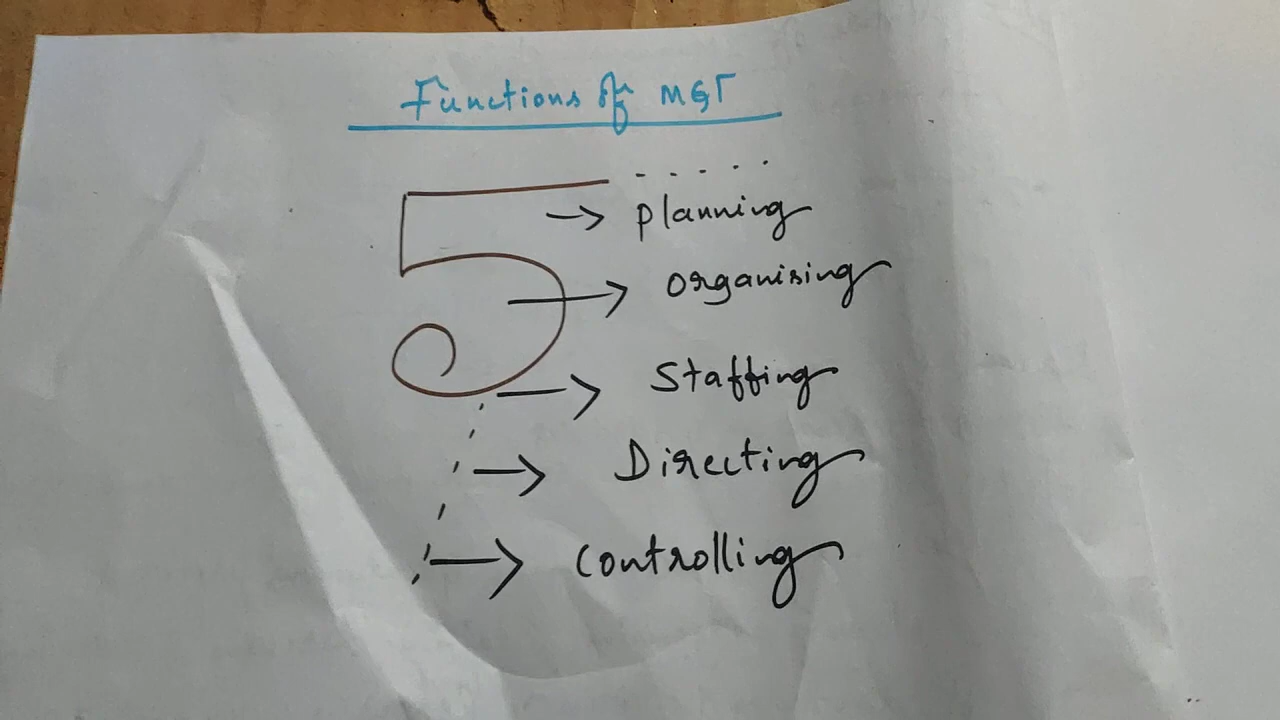 Functions of MGT
5
→ planning
→ organising
→ Staffing
→ Directing
→ controlling